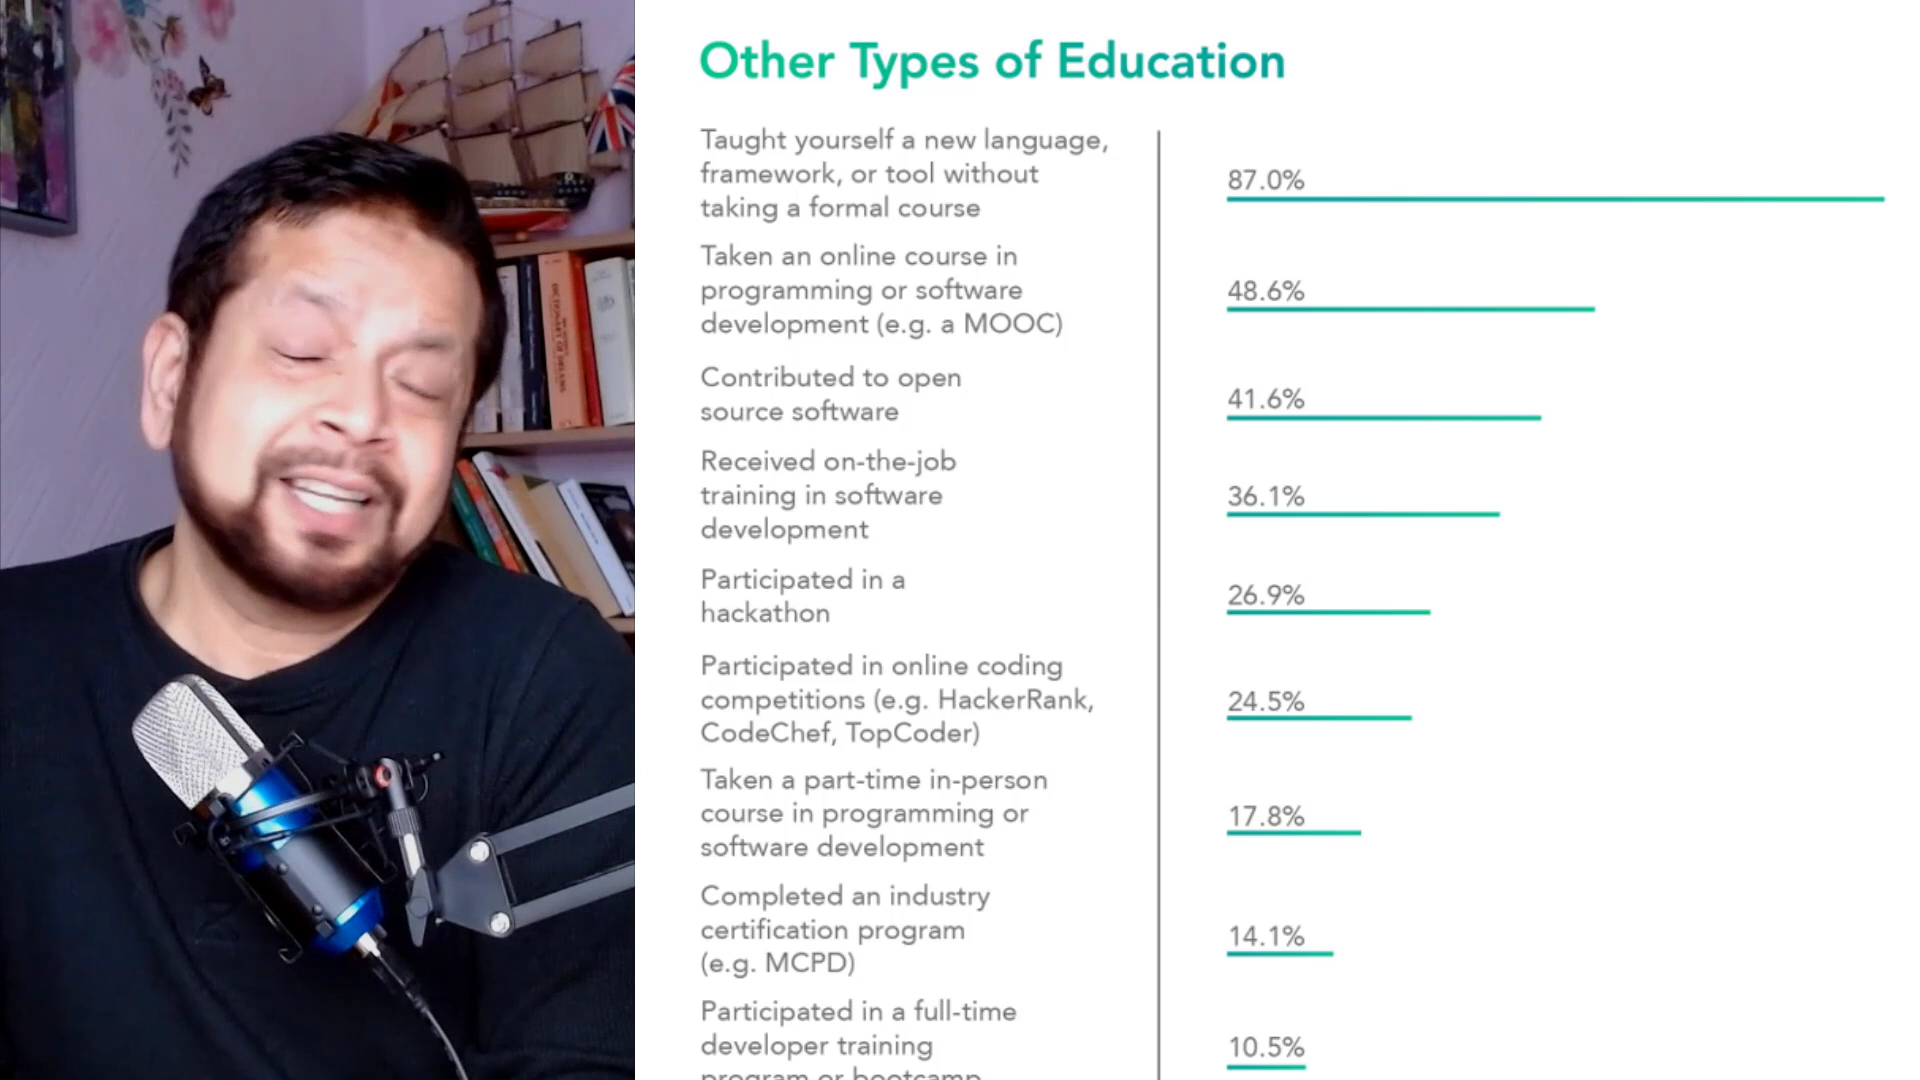 Other Types of Education
Taught yourself a new language,
framework, or tool without
taking a formal course
87.0%
Taken an online course in
programming or software
development (e.g. a MOOC)
48.6%
Contributed to open
source software
41.6%
Received on-the-job
training in software
development
36.1%
Participated in a
hackathon
26.9%
Participated in online coding
competitions (e.g. HackerRank,
CodeChef, TopCoder)
24.5%
Taken a part-time in-person
course in programming or
software development
17.8%
Completed an industry
certification program
(e.g. MCPD)
14.1%
Participated in a full-time
developer training
program or bootcamp
10.5%